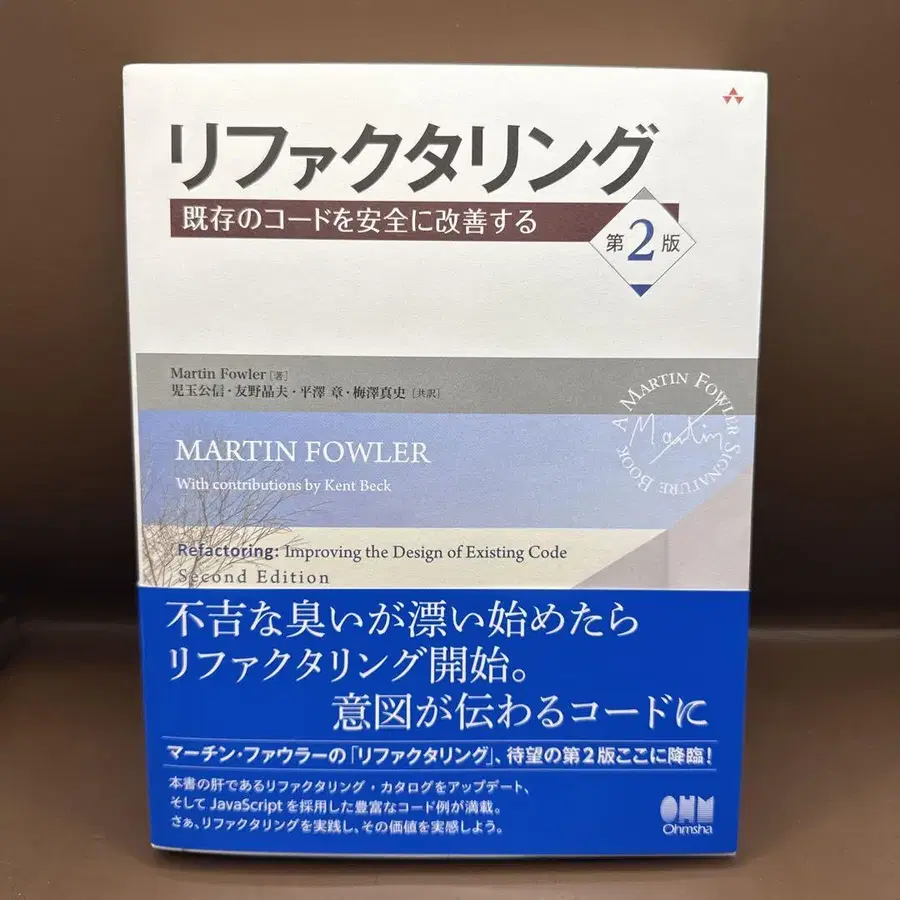 リファクタリング
既存のコードを安全に改善する
第2版
Martin Fowler [著]
児玉公信・友野晶夫・平澤 章・梅澤真史 [共訳]
A MARTIN FOWLER SIGNATURE BOOK
Martin
MARTIN FOWLER
With contributions by Kent Beck
Refactoring: Improving the Design of Existing Code
Second Edition
不吉な臭いが漂い始めたら
リファクタリング開始。
意図が伝わるコードに
マーチン・ファウラーの「リファクタリング」、待望の第2版ここに降臨!
本書の肝であるリファクタリング・カタログをアップデート、
そしてJavaScriptを採用した豊富なコード例が満載。
さぁ、リファクタリングを実践し、その価値を実感しよう。
OHM
Ohmsha